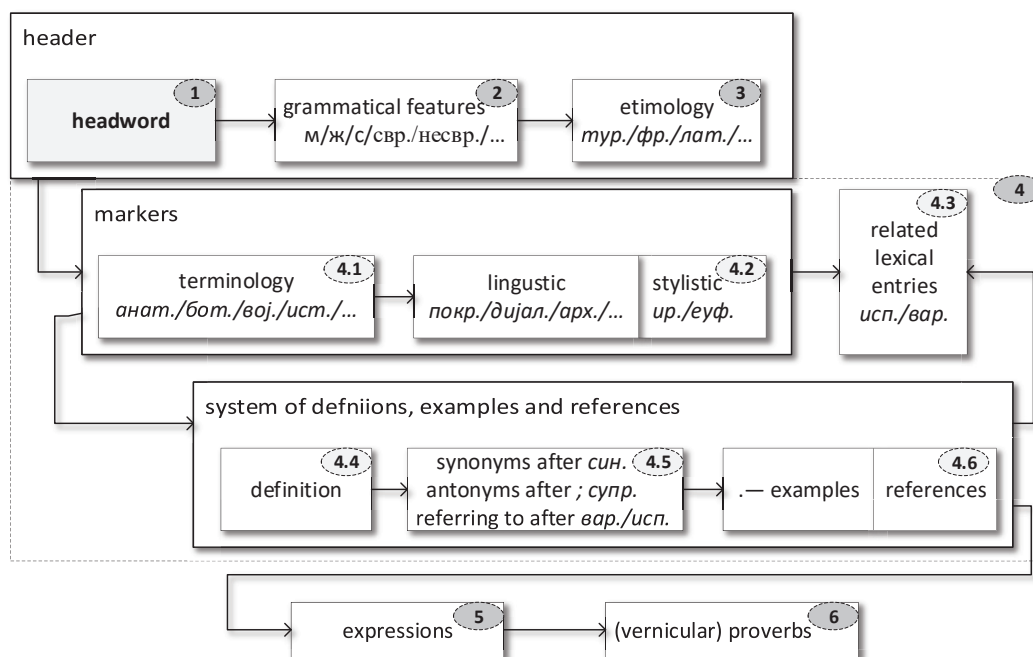 header
1
headword
2
grammatical features
м/ж/с/свр./несвр./...
3
etimology
тур./фр./лат./...
4
markers
4.1
terminology
анат./бот./вој./ист./...
lingustic
покр./дијал./арх./...
4.2
stylistic
ир./еуф.
4.3
related
lexical
entries
исп./вар.
system of defniions, examples and references
4.4
definition
4.5
synonyms after син.
antonyms after ; супр.
referring to after вар./исп.
.— examples
4.6
references
5
expressions
6
(vernicular) proverbs